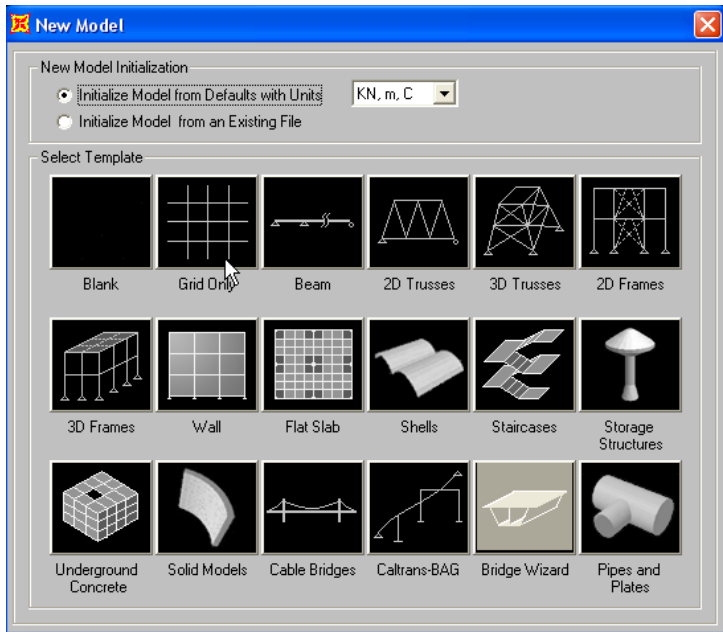 New Model
New Model Initialization
Initialize Model from Defaults with Units
KN, m, C
Initialize Model from an Existing File
Select Template
Blank
Grid Only
Beam
2D Trusses
3D Trusses
2D Frames
3D Frames
Wall
Flat Slab
Shells
Staircases
Storage
Structures
Underground
Concrete
Solid Models
Cable Bridges
Caltrans-BAG
Bridge Wizard
Pipes and
Plates